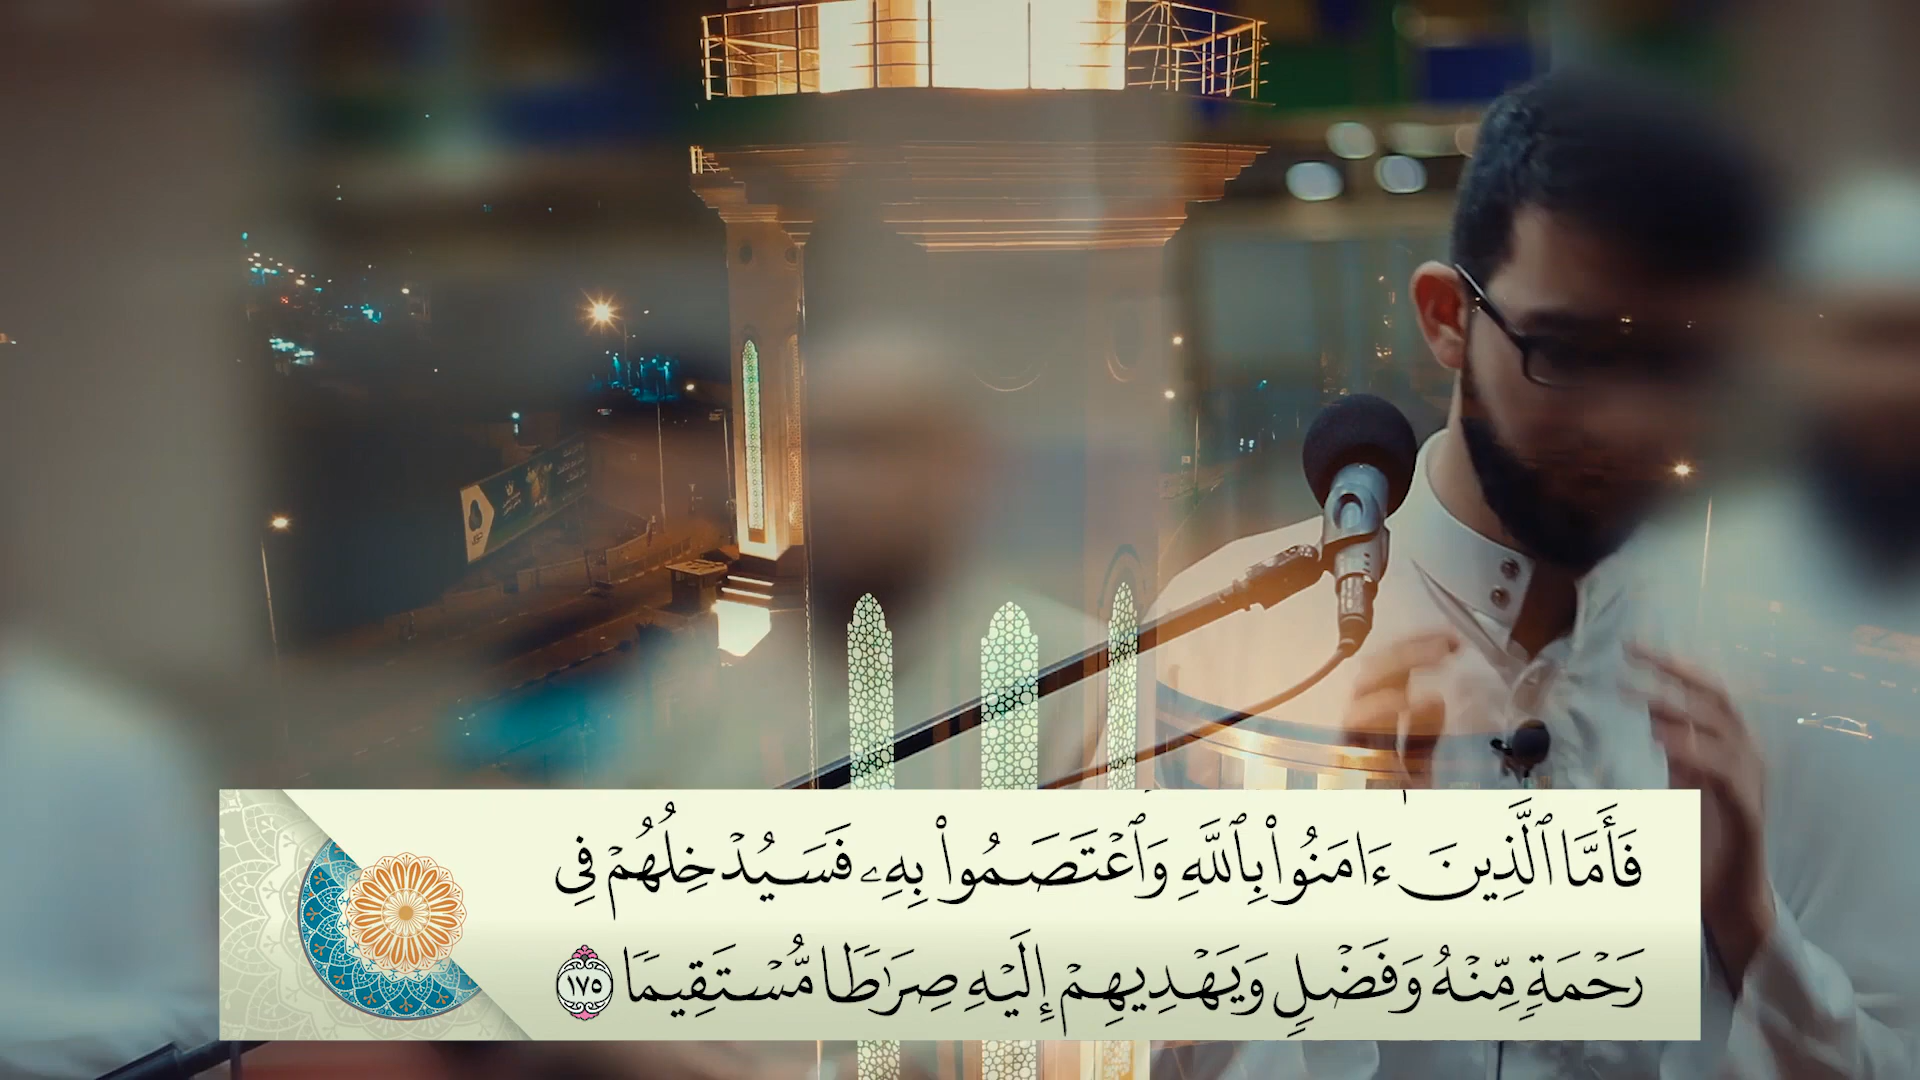 فَأَمَّا ٱلَّذِينَ ءَامَنُوا۟ بِٱللَّهِ وَٱعْتَصَمُوا۟ بِهِۦ فَسَيُدْخِلُهُمْ فِى
رَحْمَةٍ مِّنْهُ وَفَضْلٍ وَيَهْدِيهِمْ إِلَيْهِ صِرَٰطًا مُّسْتَقِيمًا ١٧٥